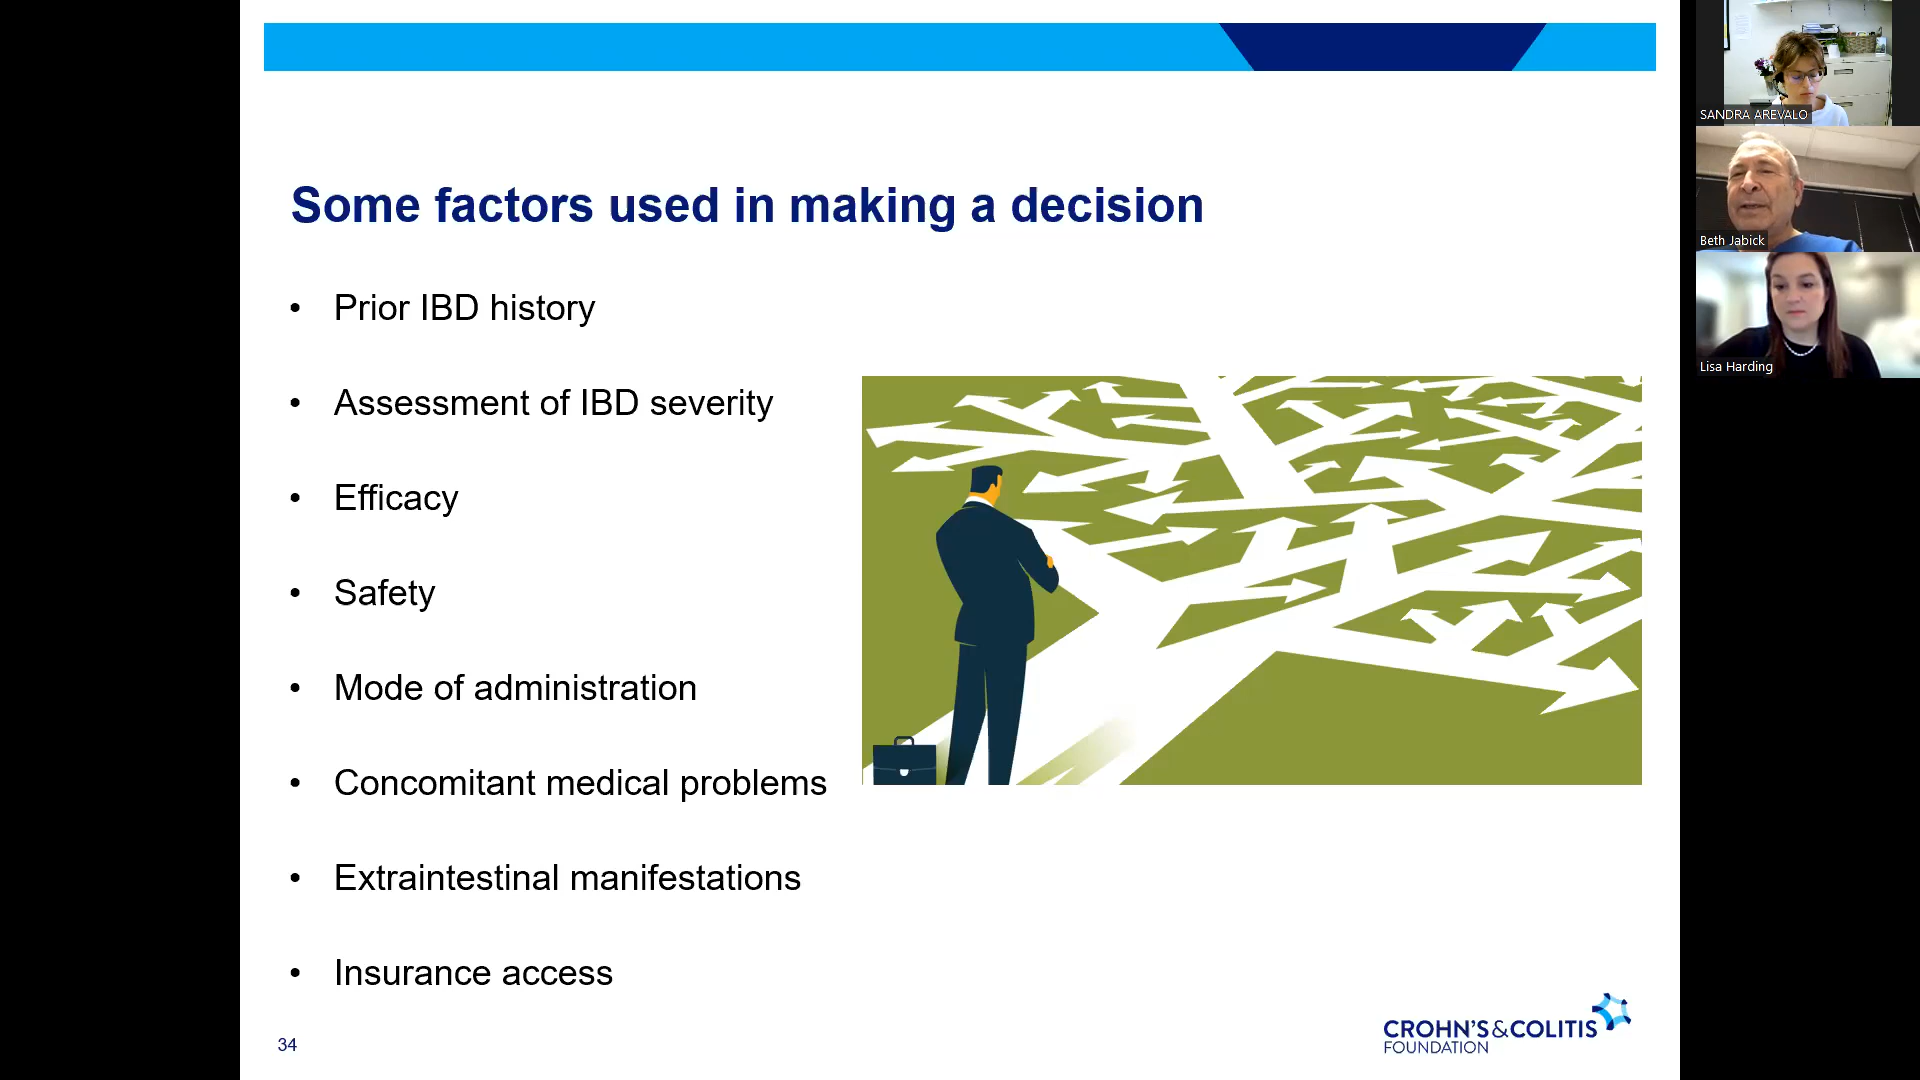 Some factors used in making a decision
• Prior IBD history
• Assessment of IBD severity
• Efficacy
• Safety
• Mode of administration
• Concomitant medical problems
• Extraintestinal manifestations
• Insurance access
34
CROHN'S&COLITIS
FOUNDATION
SANDRA AREVALO
Beth Jabick
Lisa Harding